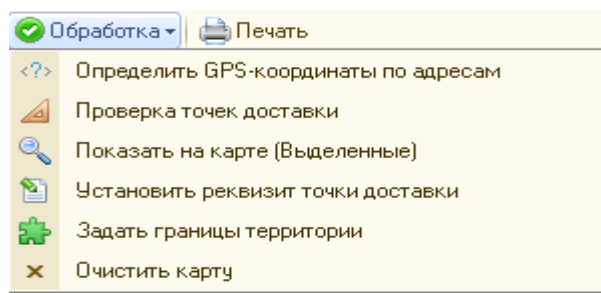 Обработка Печать
<?> Определить GPS-координаты по адресам
Проверка точек доставки
Показать на карте (Выделенные)
Установить реквизит точки доставки
Задать границы территории
Очистить карту